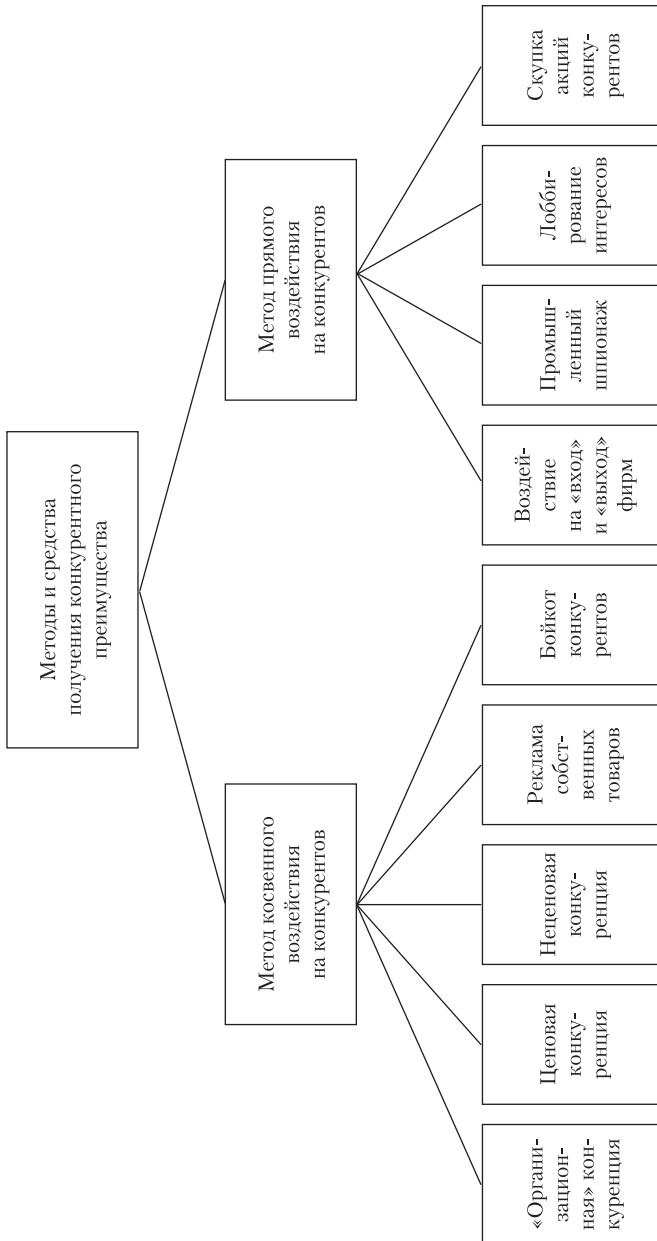 Методы и средства
получения конкурентного
преимущества
Метод косвенного
воздействия
на конкурентов
Метод прямого
воздействия
на конкурентов
«Органи-
зацион-
ная» кон-
куренция
Ценовая
конку-
ренция
Неценовая
конку-
ренция
Реклама
собст-
венных
товаров
Бойкот
конку-
рентов
Воздей-
ствие
на «вход»
и «выход»
фирм
Промыш-
ленный
шпионаж
Лобби-
рование
интересов
Скупка
акций
конку-
рентов